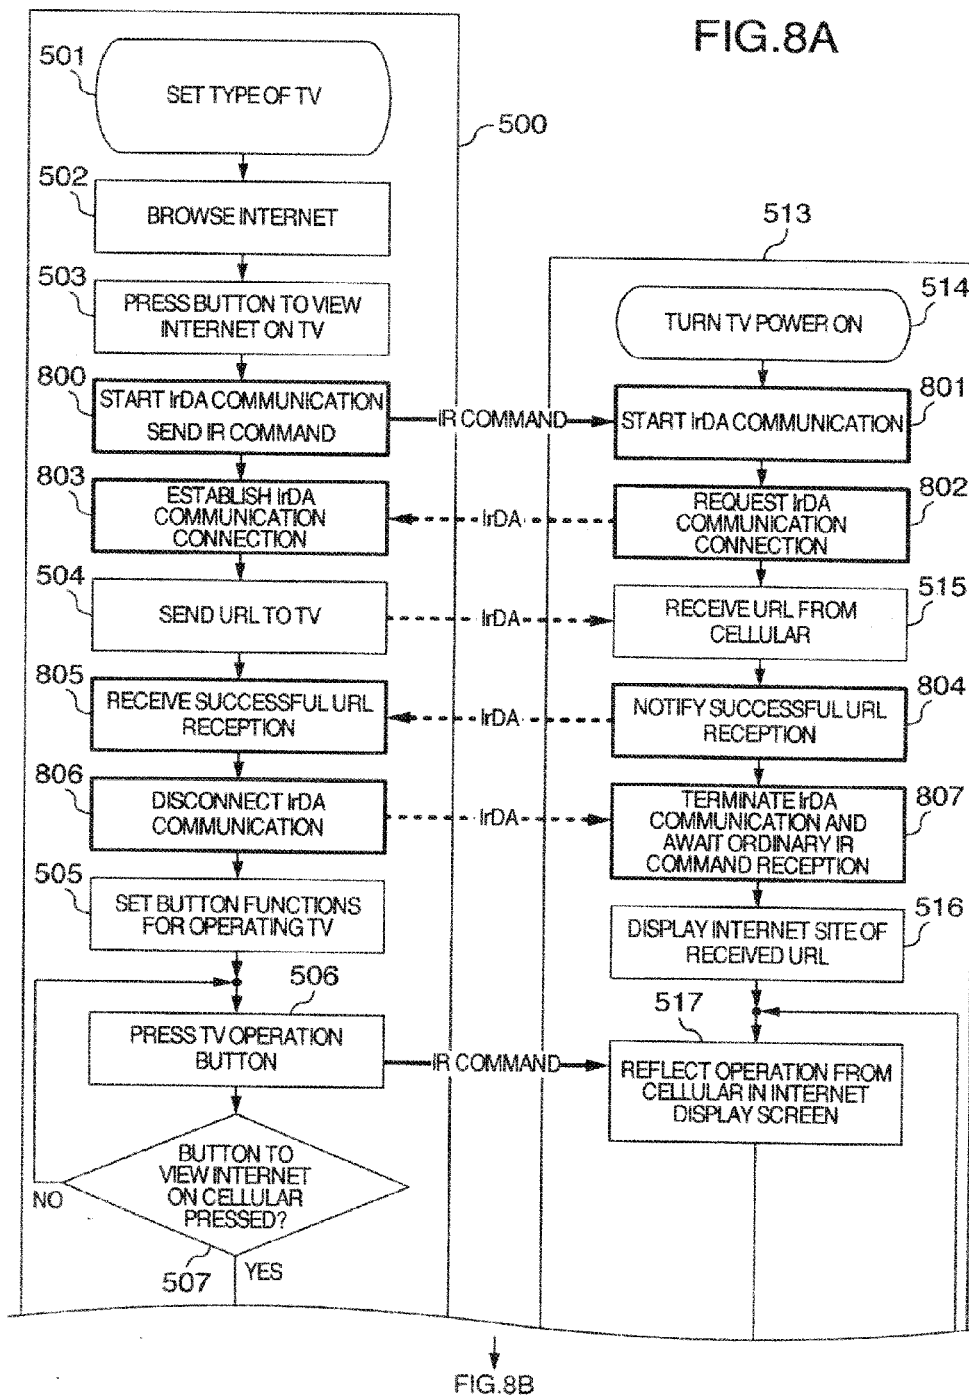 FIG.8A
501
SET TYPE OF TV
500
502
BROWSE INTERNET
503
PRESS BUTTON TO VIEW
INTERNET ON TV
513
514
TURN TV POWER ON
800
START IrDA COMMUNICATION
SEND IR COMMAND
IR COMMAND
801
START IrDA COMMUNICATION
803
ESTABLISH IrDA
COMMUNICATION
CONNECTION
IrDA
802
REQUEST IrDA
COMMUNICATION
CONNECTION
504
SEND URL TO TV
IrDA
515
RECEIVE URL FROM
CELLULAR
805
RECEIVE SUCCESSFUL URL
RECEPTION
IrDA
804
NOTIFY SUCCESSFUL URL
RECEPTION
806
DISCONNECT IrDA
COMMUNICATION
IrDA
807
TERMINATE IrDA
COMMUNICATION AND
AWAIT ORDINARY IR
COMMAND RECEPTION
505
SET BUTTON FUNCTIONS
FOR OPERATING TV
516
DISPLAY INTERNET SITE OF
RECEIVED URL
506
PRESS TV OPERATION
BUTTON
IR COMMAND
517
REFLECT OPERATION FROM
CELLULAR IN INTERNET
DISPLAY SCREEN
BUTTON TO
VIEW INTERNET
ON CELLULAR
PRESSED?
NO
507
YES
FIG.8B